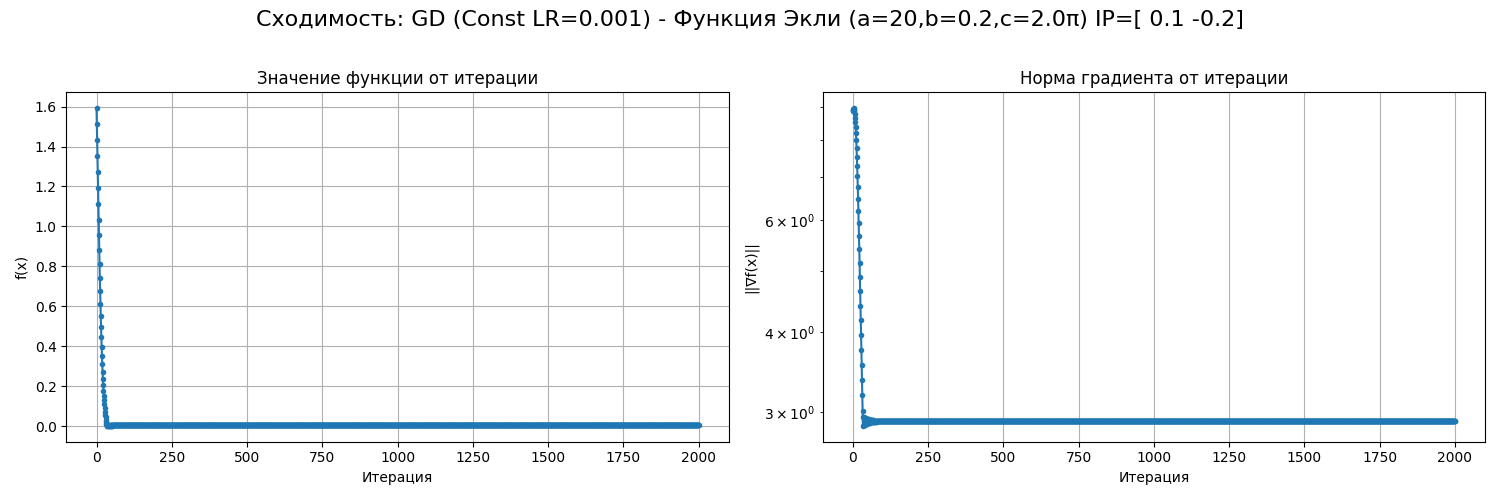 Сходимость: GD (Const LR=0.001) - Функция Экли (a=20,b=0.2,c=2.0π) IP=[ 0.1 -0.2]
Значение функции от итерации
f(x)
1.6
1.4
1.2
1.0
0.8
0.6
0.4
0.2
0.0
0 250 500 750 1000 1250 1500 1750 2000
Итерация
Норма градиента от итерации
||∇f(x)||
6 × 10⁰
4 × 10⁰
3 × 10⁰
0 250 500 750 1000 1250 1500 1750 2000
Итерация